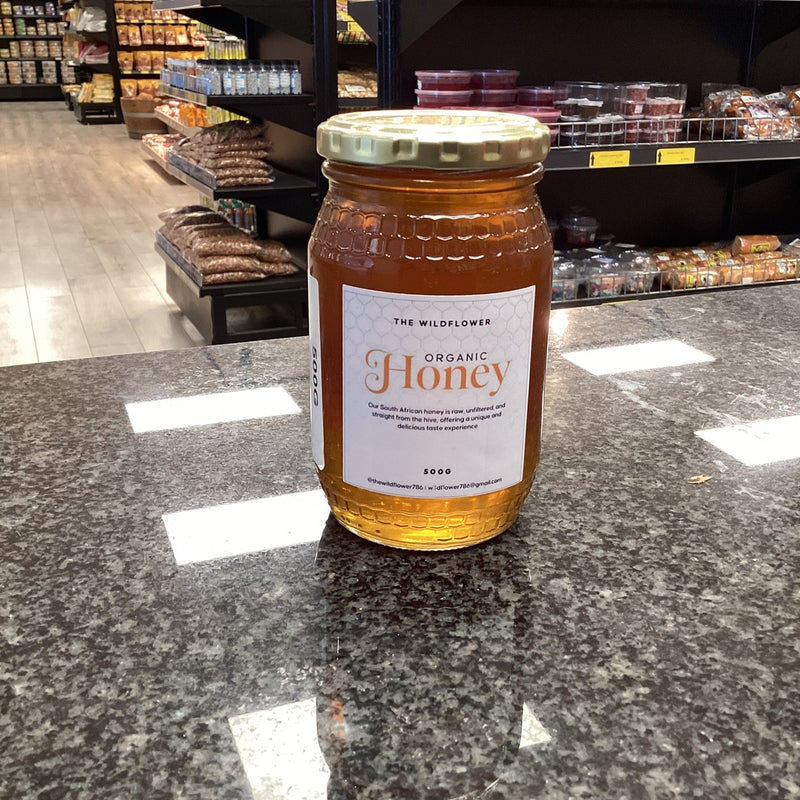 THE WILDFLOWER
ORGANIC
Honey
Our South African honey is raw, unfiltered, and
straight from the hive, offering a unique and
delicious taste experience
500G
@thewildflower786 | wildflower786@gmail.com
500G